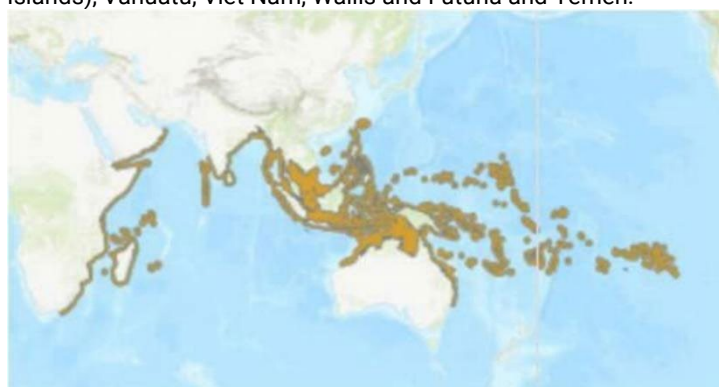 Islands), Vanuatu, Viet Nam, Wallis and Futuna and Yemen.